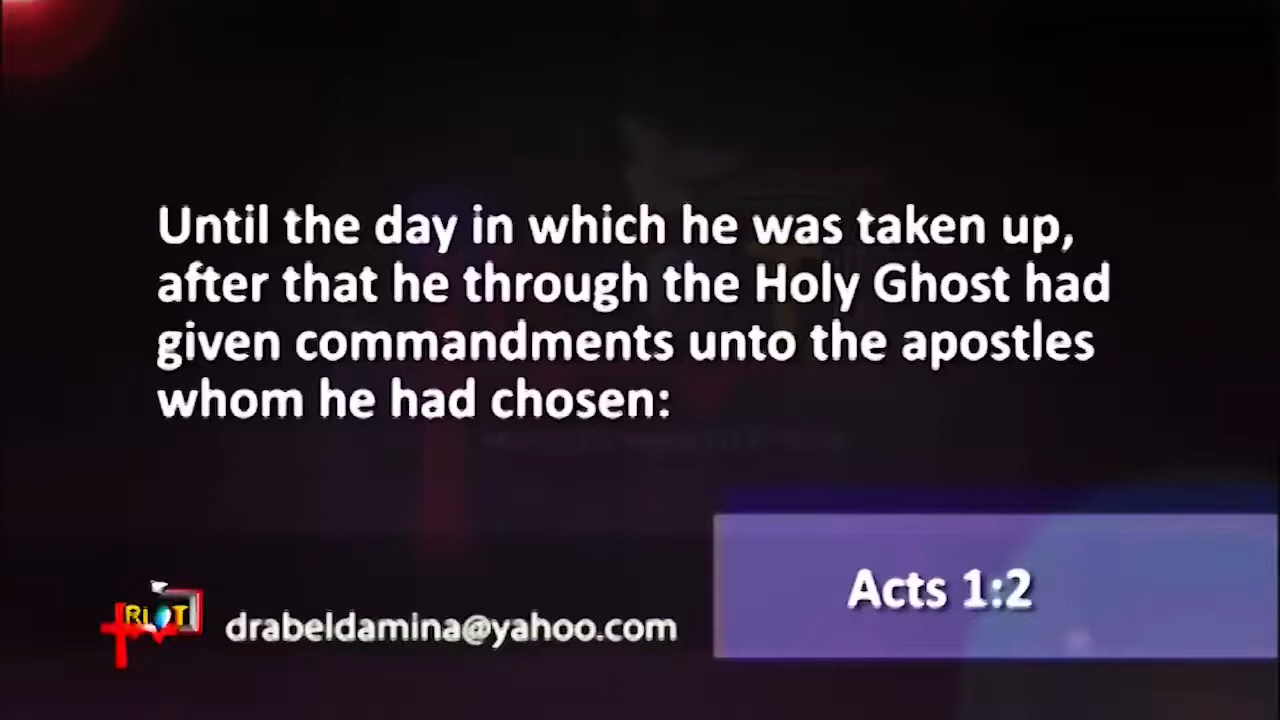 Until the day in which he was taken up,
after that he through the Holy Ghost had
given commandments unto the apostles
whom he had chosen:
Acts 1:2
RIOT
drabeldamina@yahoo.com